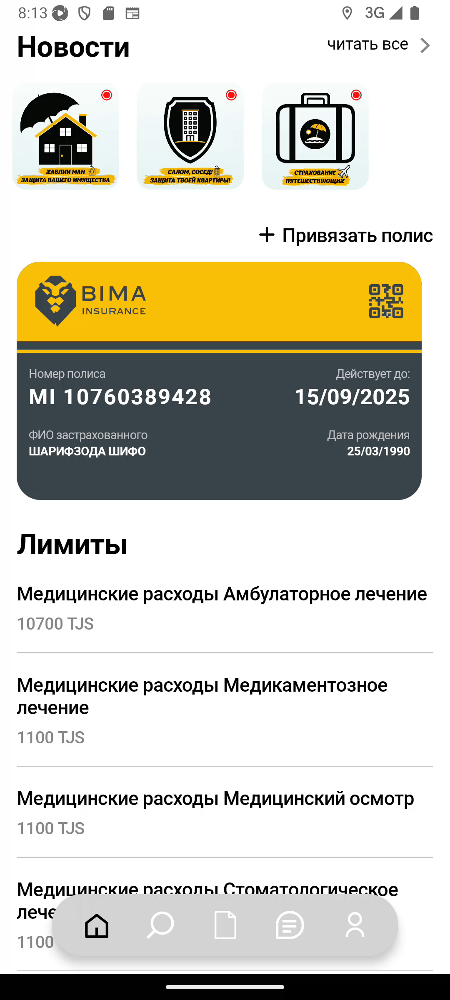 8:13
3G
Новости
читать все
ХАВЛИИ МАН
ЗАЩИТА ВАШЕГО ИМУЩЕСТВА
САЛОМ, СОСЕД!
ЗАЩИТА ТВОЕЙ КВАРТИРЫ!
СТРАХОВАНИЕ
ПУТЕШЕСТВУЮЩИХ
Привязать полис
BIMA
INSURANCE
Номер полиса
Действует до:
MI 10760389428
15/09/2025
ФИО застрахованного
Дата рождения
ШАРИФЗОДА ШИФО
25/03/1990
Лимиты
Медицинские расходы Амбулаторное лечение
10700 TJS
Медицинские расходы Медикаментозное
лечение
1100 TJS
Медицинские расходы Медицинский осмотр
1100 TJS
Медицинские расходы Стоматологическое
лече
1100